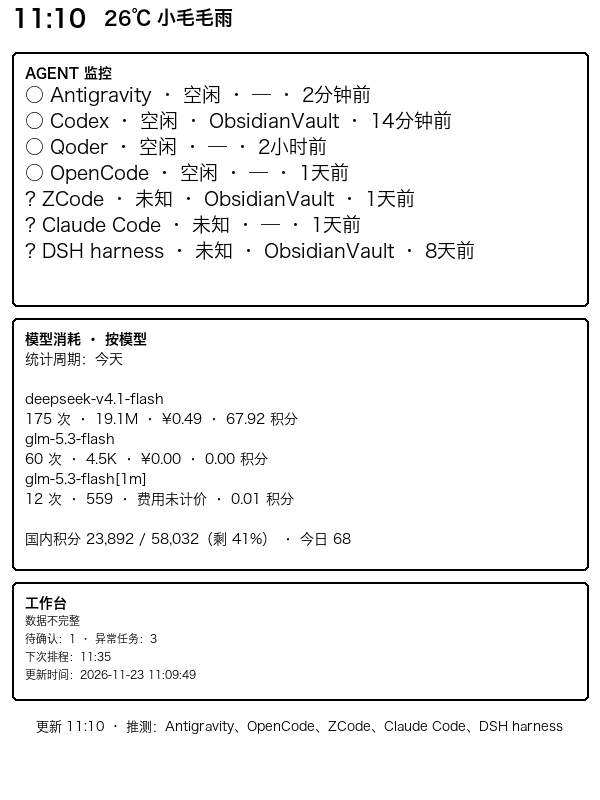 11:10 26℃ 小毛毛雨
AGENT 监控
○ Antigravity · 空闲 · — · 2分钟前
○ Codex · 空闲 · ObsidianVault · 14分钟前
○ Qoder · 空闲 · — · 2小时前
○ OpenCode · 空闲 · — · 1天前
? ZCode · 未知 · ObsidianVault · 1天前
? Claude Code · 未知 · — · 1天前
? DSH harness · 未知 · ObsidianVault · 8天前
模型消耗 · 按模型
统计周期：今天
deepseek-v4.1-flash
175 次 · 19.1M · ¥0.49 · 67.92 积分
glm-5.3-flash
60 次 · 4.5K · ¥0.00 · 0.00 积分
glm-5.3-flash[1m]
12 次 · 559 · 费用未计价 · 0.01 积分
国内积分 23,892 / 58,032（剩 41%） · 今日 68
工作台
数据不完整
待确认：1 · 异常任务：3
下次排程：11:35
更新时间：2026-11-23 11:09:49
更新 11:10 · 推测：Antigravity、OpenCode、ZCode、Claude Code、DSH harness